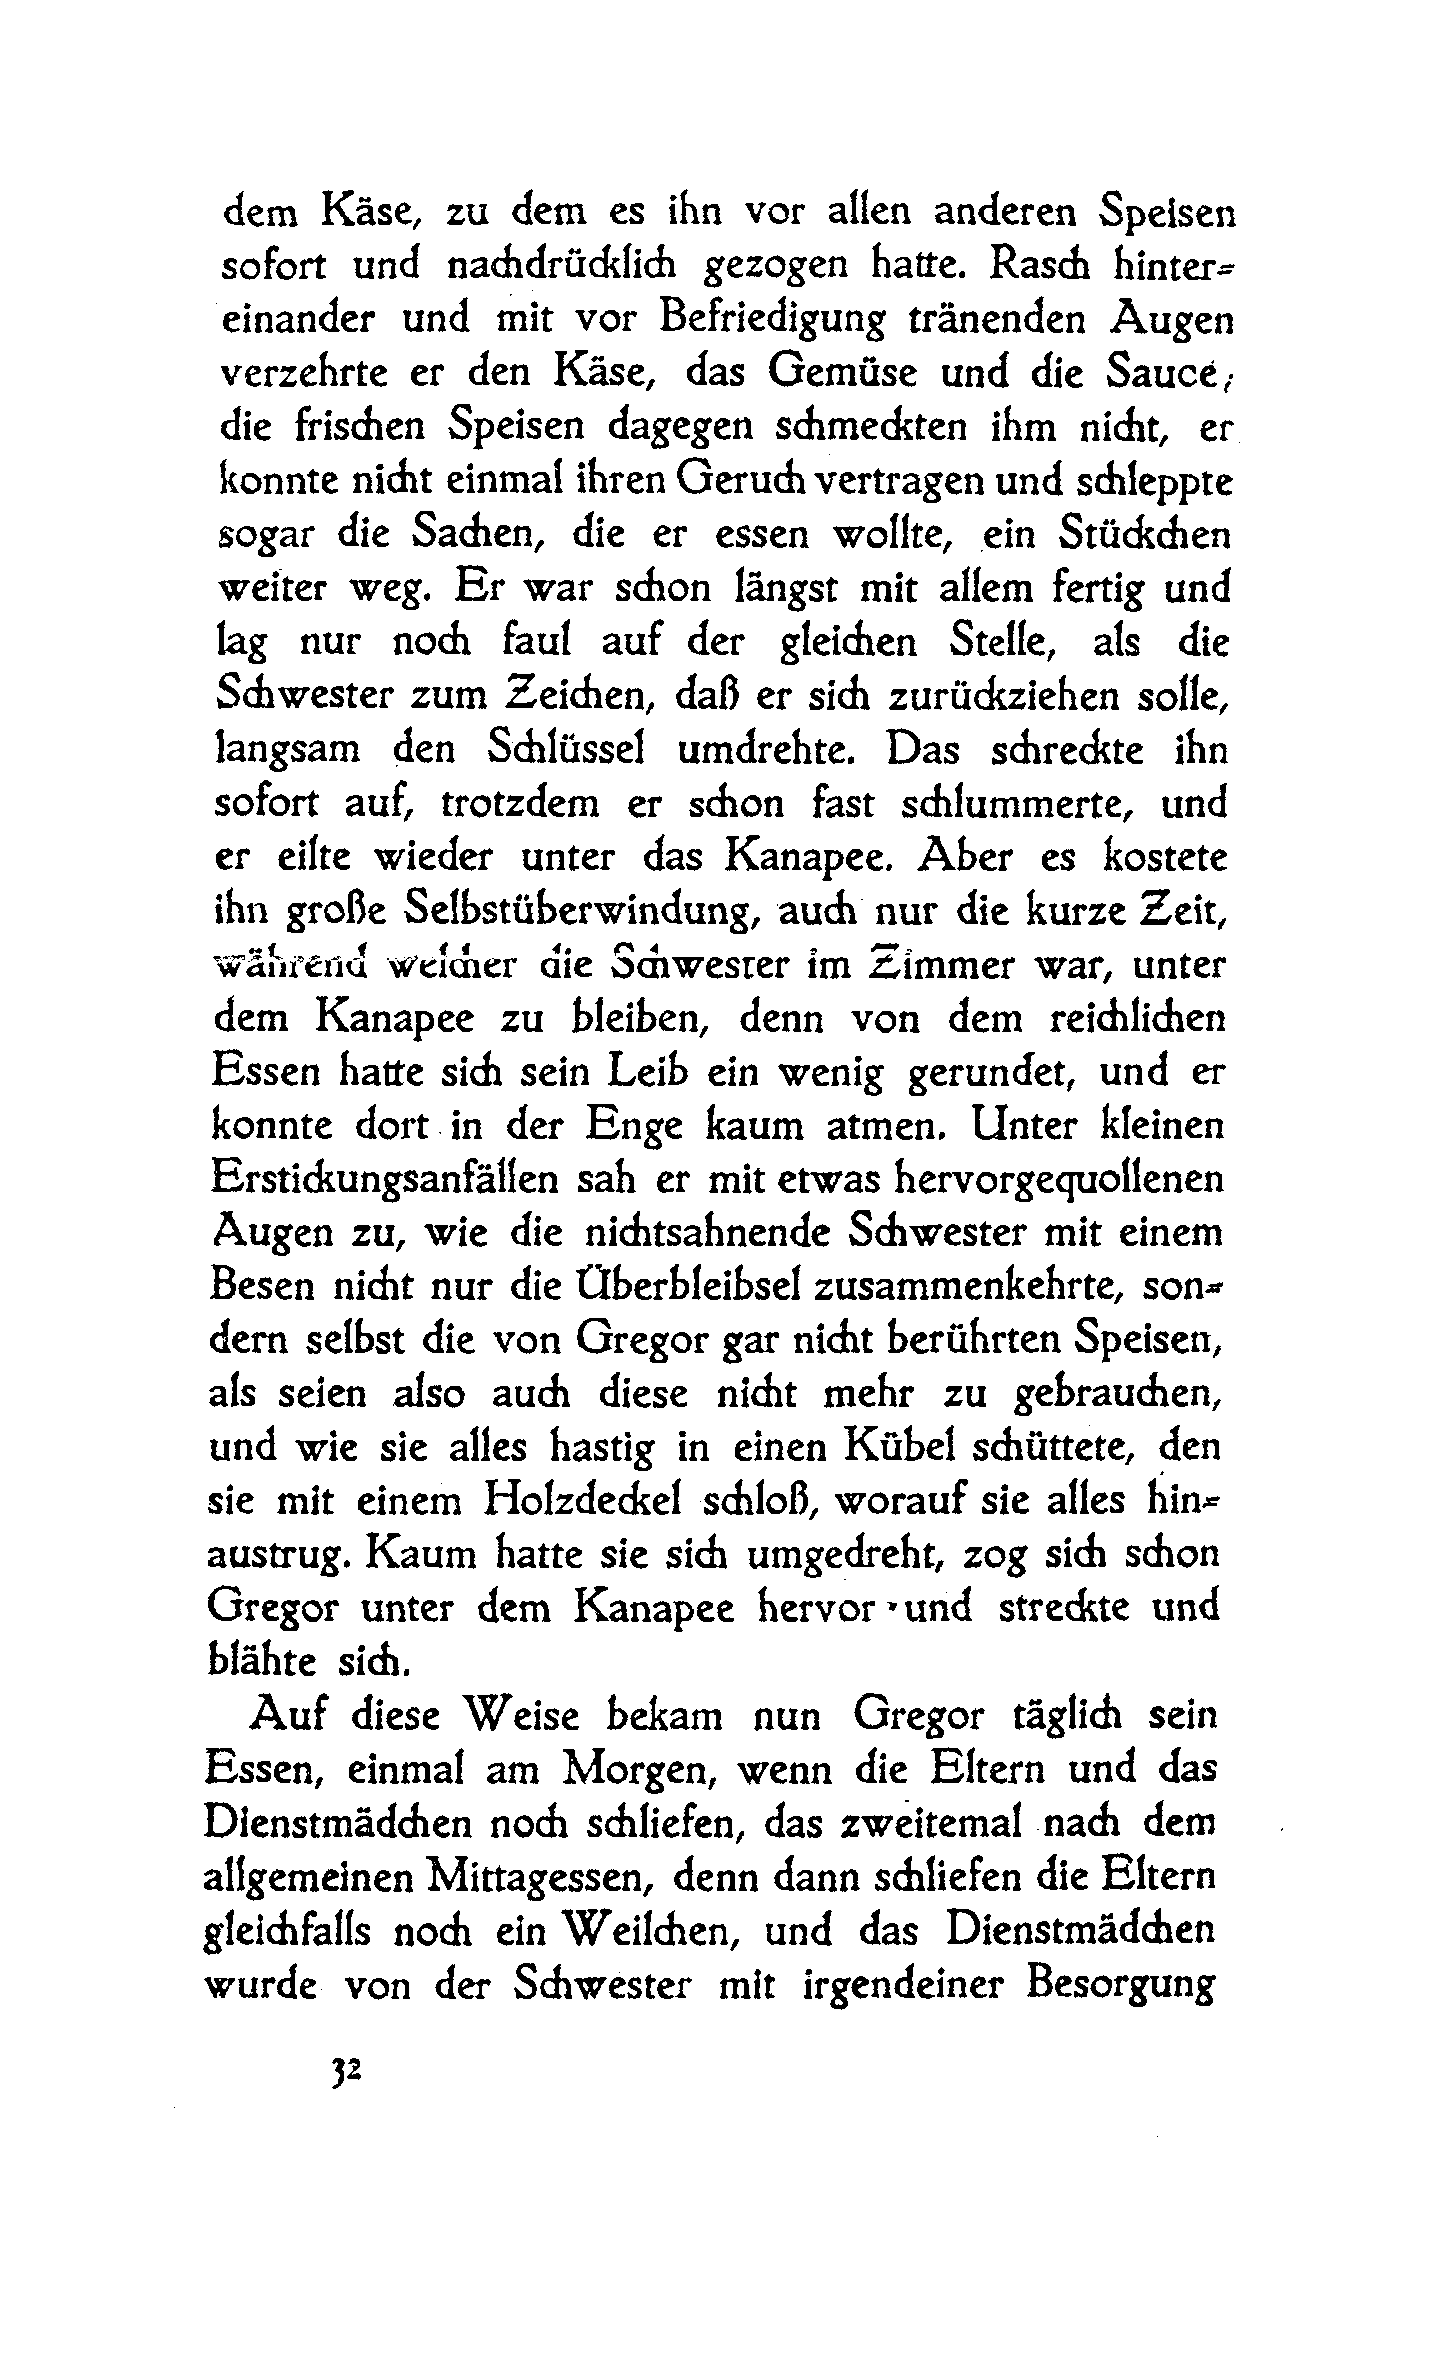 dem Käse, zu dem es ihn vor allen anderen Speisen
sofort und nachdrücklich gezogen hatte. Rasch hinter-
einander und mit vor Befriedigung tränenden Augen
verzehrte er den Käse, das Gemüse und die Sauce;
die frischen Speisen dagegen schmeckten ihm nicht, er
konnte nicht einmal ihren Geruch vertragen und schleppte
sogar die Sachen, die er essen wollte, ein Stückchen
weiter weg. Er war schon längst mit allem fertig und
lag nur noch faul auf der gleichen Stelle, als die
Schwester zum Zeichen, daß er sich zurückziehen solle,
langsam den Schlüssel umdrehte. Das schreckte ihn
sofort auf, trotzdem er schon fast schlummerte, und
er eilte wieder unter das Kanapee. Aber es kostete
ihn große Selbstüberwindung, auch nur die kurze Zeit,
während welcher die Schwester im Zimmer war, unter
dem Kanapee zu bleiben, denn von dem reichlichen
Essen hatte sich sein Leib ein wenig gerundet, und er
konnte dort in der Enge kaum atmen. Unter kleinen
Erstickungsanfällen sah er mit etwas hervorgequollenen
Augen zu, wie die nichtsahnende Schwester mit einem
Besen nicht nur die Überbleibsel zusammenkehrte, son-
dern selbst die von Gregor gar nicht berührten Speisen,
als seien also auch diese nicht mehr zu gebrauchen,
und wie sie alles hastig in einen Kübel schüttete, den
sie mit einem Holzdeckel schloß, worauf sie alles hin-
austrug. Kaum hatte sie sich umgedreht, zog sich schon
Gregor unter dem Kanapee hervor und streckte und
blähte sich.
Auf diese Weise bekam nun Gregor täglich sein
Essen, einmal am Morgen, wenn die Eltern und das
Dienstmädchen noch schliefen, das zweitemal nach dem
allgemeinen Mittagessen, denn dann schliefen die Eltern
gleichfalls noch ein Weilchen, und das Dienstmädchen
wurde von der Schwester mit irgendeiner Besorgung
32